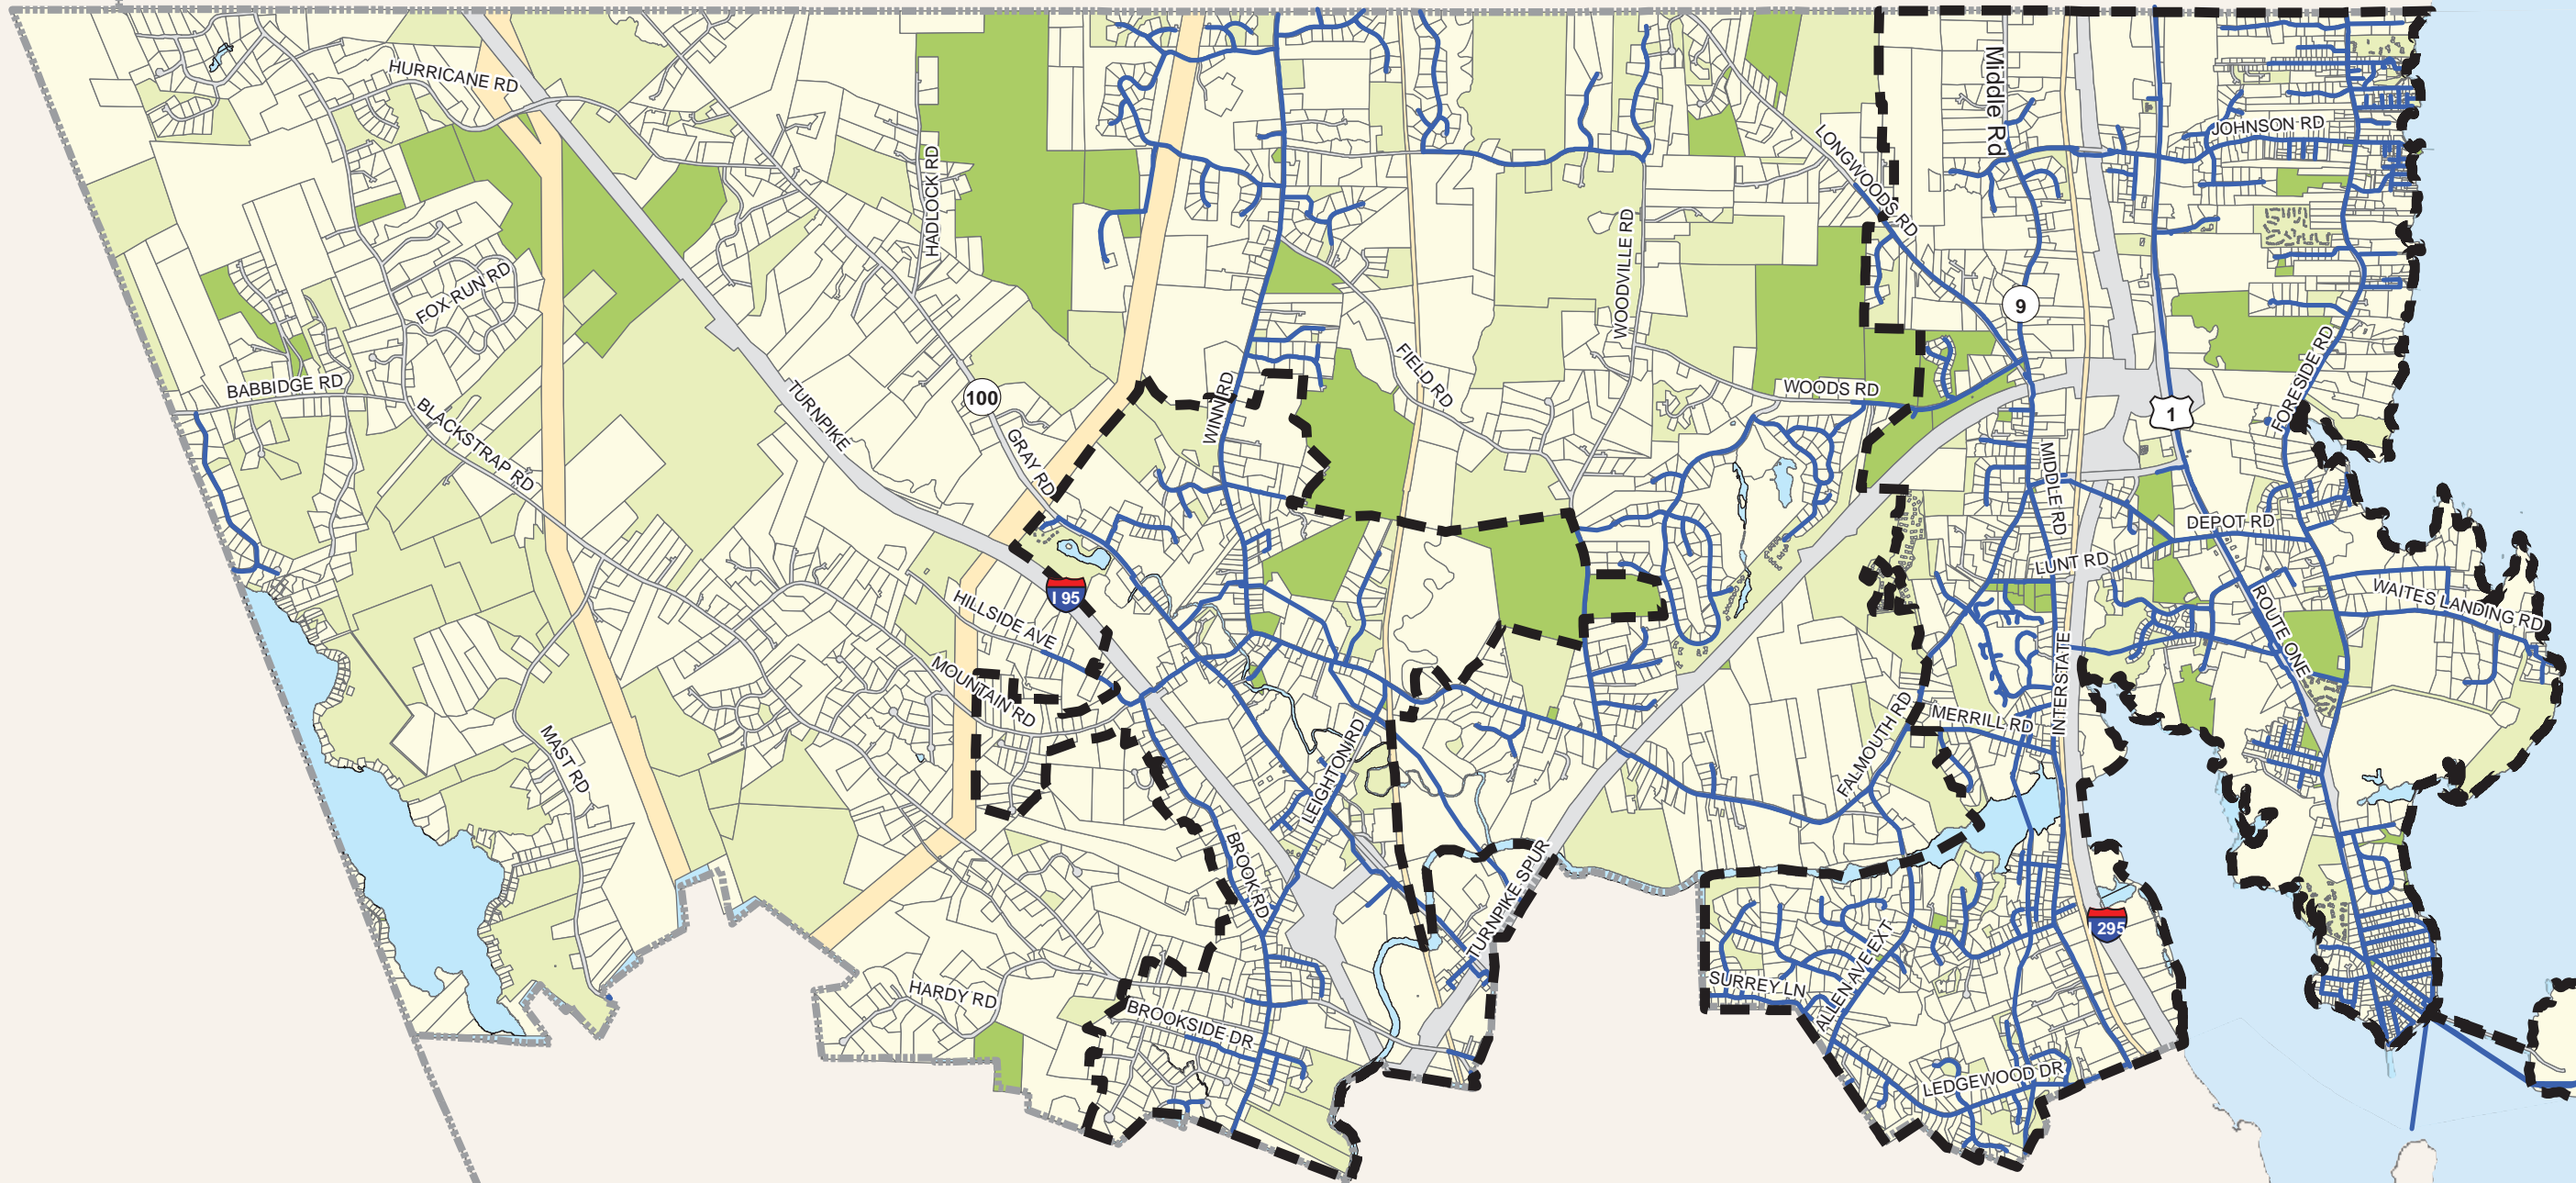 HURRICANE RD
Middle Rd
JOHNSON RD
LONGWOODS RD
HADLOCK RD
WOODVILLE RD
FOX-RUN RD
9
BABBIDGE RD
TURNPIKE
100
WINN RD
FIELD RD
WOODS RD
FORESIDE RD
1
BLACKSTRAP RD
GRAY RD
MIDDLE RD
DEPOT RD
LUNT RD
I 95
HILLSIDE AVE
WAITES LANDING RD
ROUTE ONE
MOUNTAIN RD
INTERSTATE
MERRILL RD
FALMOUTH RD
MAST RD
LEIGHTON RD
BROOK RD
TURNPIKE SPUR
295
ALLEN AVE EXT
SURREY LN
HARDY RD
BROOKSIDE DR
LEDGEWOOD DR